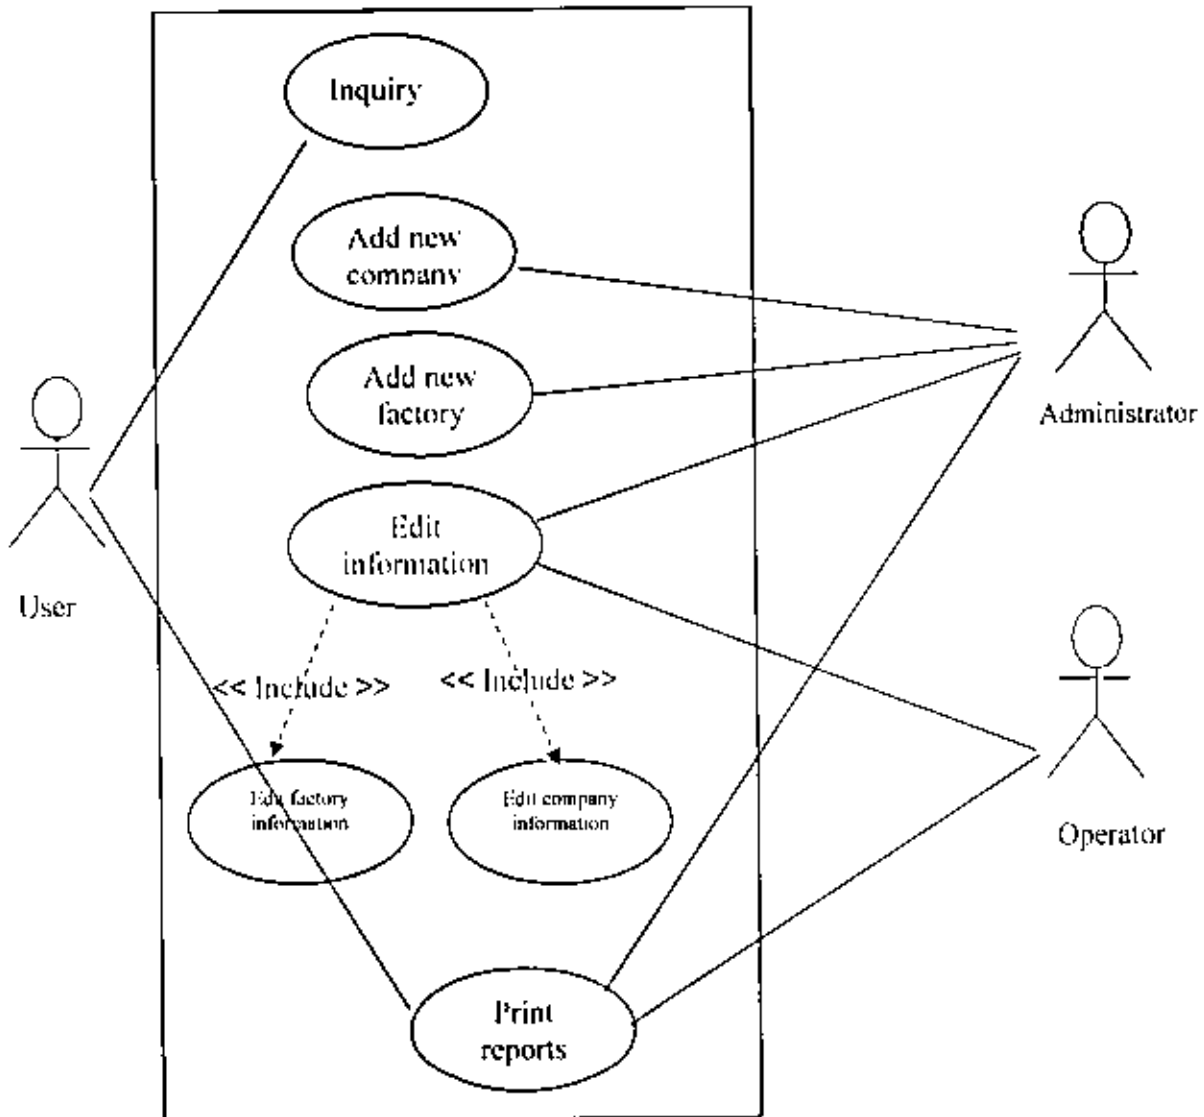 Inquiry
Add new
company
Add new
factory
Administrator
Edit
information
User
<< Include >>
<< Include >>
Edit factory
information
Edit company
information
Operator
Print
reports